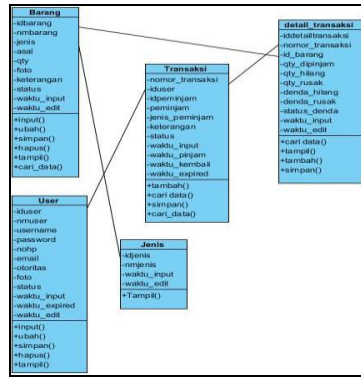 Barang
-idbarang
-nmbarang
-jenis
-asal
-qty
-foto
-keterangan
-status
-waktu_input
-waktu_edit
+input()
+ubah()
+simpan()
+hapus()
+tampil()
+cari_data()
Transaksi
-nomor_transaksi
-iduser
-idpeminjam
-peminjam
-jenis_peminjam
-keterangan
-status
-waktu_input
-waktu_pinjam
-waktu_kembali
-waktu_expired
+tambah()
+cari data()
+simpan()
+cari_data()
detail_transaksi
-iddetailtransaksi
-nomor_transaksi
-id_barang
-qty_dipinjam
-qty_hilang
-qty_rusak
-denda_hilang
-denda_rusak
-status_denda
-waktu_input
-waktu_edit
+cari data()
+tampil()
+tambah()
+simpan()
User
-iduser
-nmuser
-username
-password
-nohp
-email
-otoritas
-foto
-status
-waktu_input
-waktu_expired
-waktu_edit
+input()
+ubah()
+simpan()
+hapus()
+tampil()
Jenis
-idjenis
-nmjenis
-waktu_input
-waktu_edit
+Tampil()